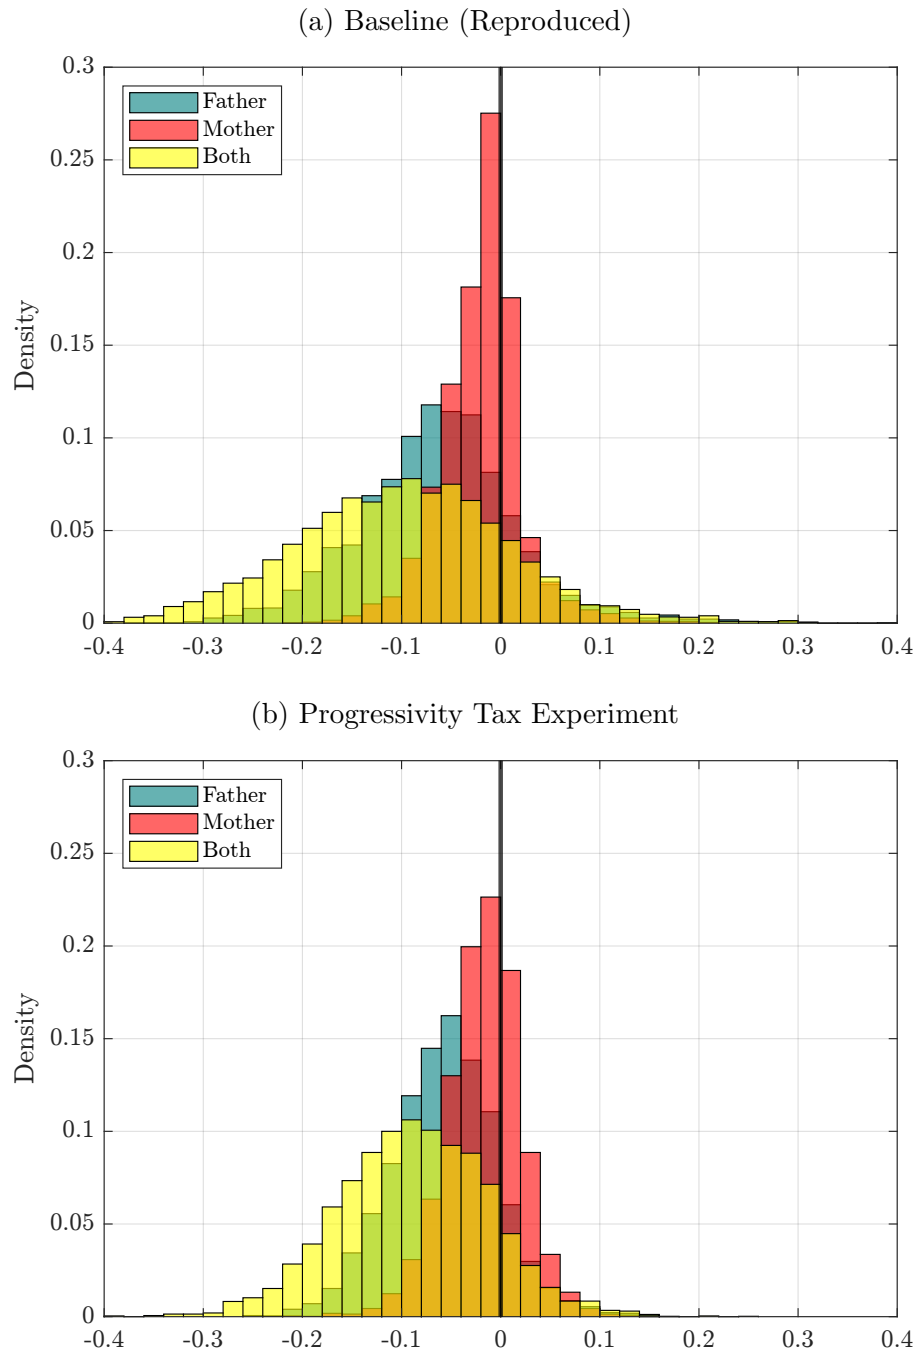 (a) Baseline (Reproduced)
0.3
0.25
0.2
0.15
0.1
0.05
0
Density
Father
Mother
Both
-0.4 -0.3 -0.2 -0.1 0 0.1 0.2 0.3 0.4
(b) Progressivity Tax Experiment
0.3
0.25
0.2
0.15
0.1
0.05
0
Density
Father
Mother
Both
-0.4 -0.3 -0.2 -0.1 0 0.1 0.2 0.3 0.4